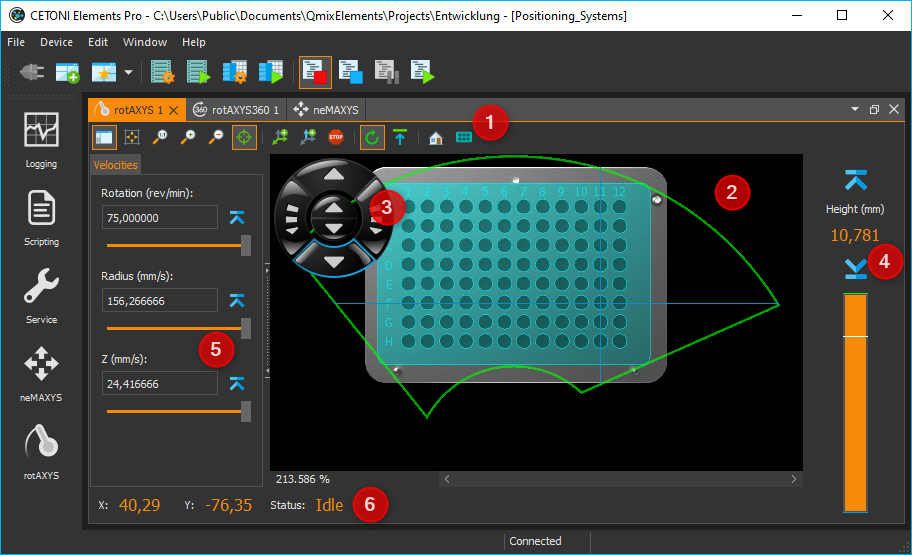 CETONI Elements Pro - C:\Users\Public\Documents\QmixElements\Projects\Entwicklung - [Positioning_Systems]
File Device Edit Window Help
rotAXYS 1 360 rotAXYS360 1 neMAXYS
1:1 STOP 1
Logging
Scripting
Service
neMAXYS
rotAXYS
Velocities
Rotation (rev/min):
75,000000
Radius (mm/s):
156,266666
5
Z (mm/s):
24,416666
3
2 3 4 5 6 7 8 9 10 11 12
D
E
F
G
H
2
Height (mm)
10,781
4
213.586 %
X: 40,29 Y: -76,35 Status: Idle 6
Connected